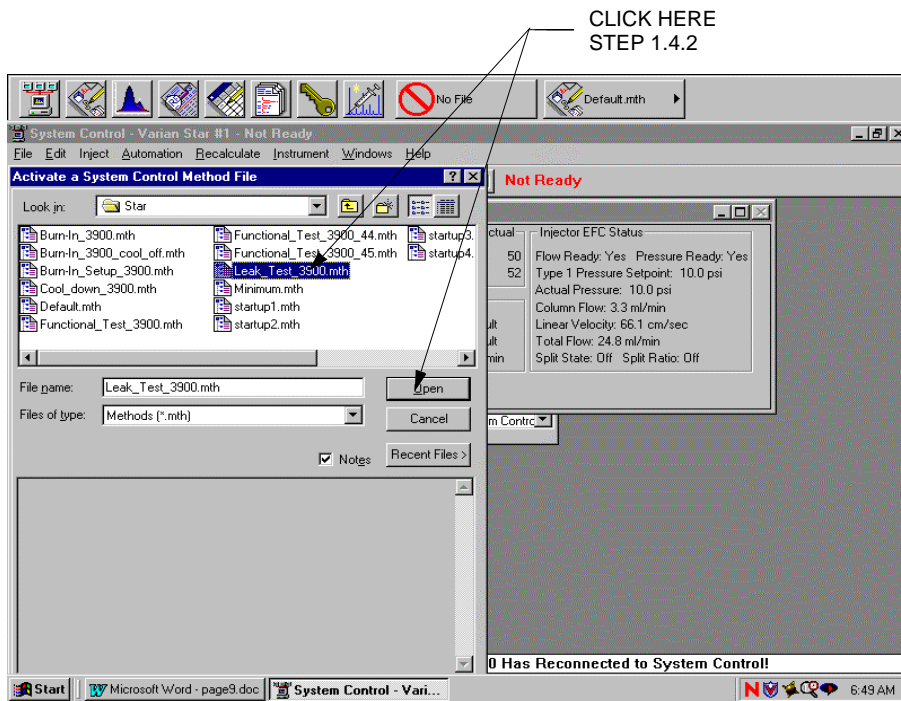 CLICK HERE
STEP 1.4.2
No File
Default.mth
System Control - Varian Star #1 - Not Ready
File Edit Inject Automation Recalculate Instrument Windows Help
Activate a System Control Method File
Not Ready
Look in: Star
Burn-In_3900.mth
Burn-In_3900_cool_off.mth
Burn-In_Setup_3900.mth
Cool_down_3900.mth
Default.mth
Functional_Test_3900.mth
Functional_Test_3900_44.mth
Functional_Test_3900_45.mth
Leak_Test_3900.mth
Minimum.mth
startup1.mth
startup2.mth
startup3.
startup4.
File name: Leak_Test_3900.mth
Open
Files of type: Methods (*.mth)
Cancel
Notes
Recent Files >
ctual
50
52
ult
ult
min
Injector EFC Status
Flow Ready: Yes Pressure Ready: Yes
Type 1 Pressure Setpoint: 10.0 psi
Actual Pressure: 10.0 psi
Column Flow: 3.3 ml/min
Linear Velocity: 66.1 cm/sec
Total Flow: 24.8 ml/min
Split State: Off Split Ratio: Off
m Contrc
0 Has Reconnected to System Control!
Start
Microsoft Word - page9.doc
System Control - Vari...
6:49 AM